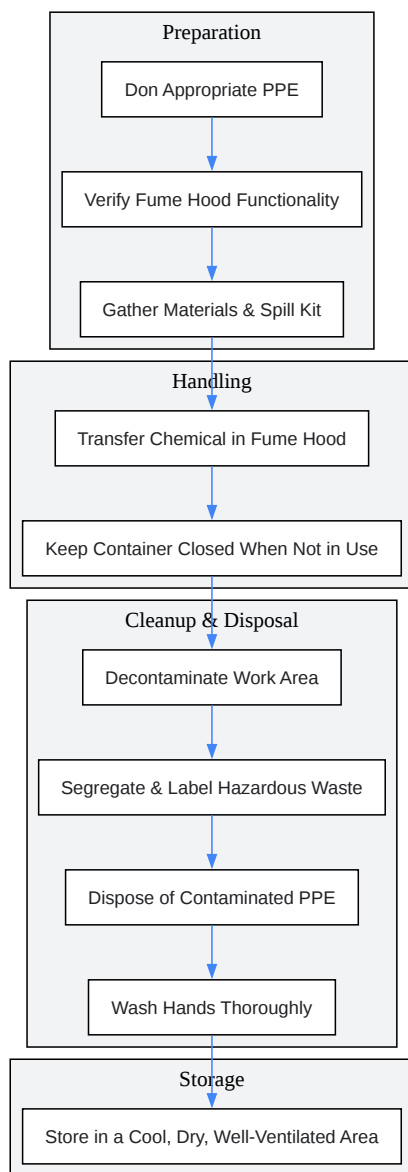 Preparation
Don Appropriate PPE
Verify Fume Hood Functionality
Gather Materials & Spill Kit
Handling
Transfer Chemical in Fume Hood
Keep Container Closed When Not in Use
Cleanup & Disposal
Decontaminate Work Area
Segregate & Label Hazardous Waste
Dispose of Contaminated PPE
Wash Hands Thoroughly
Storage
Store in a Cool, Dry, Well-Ventilated Area